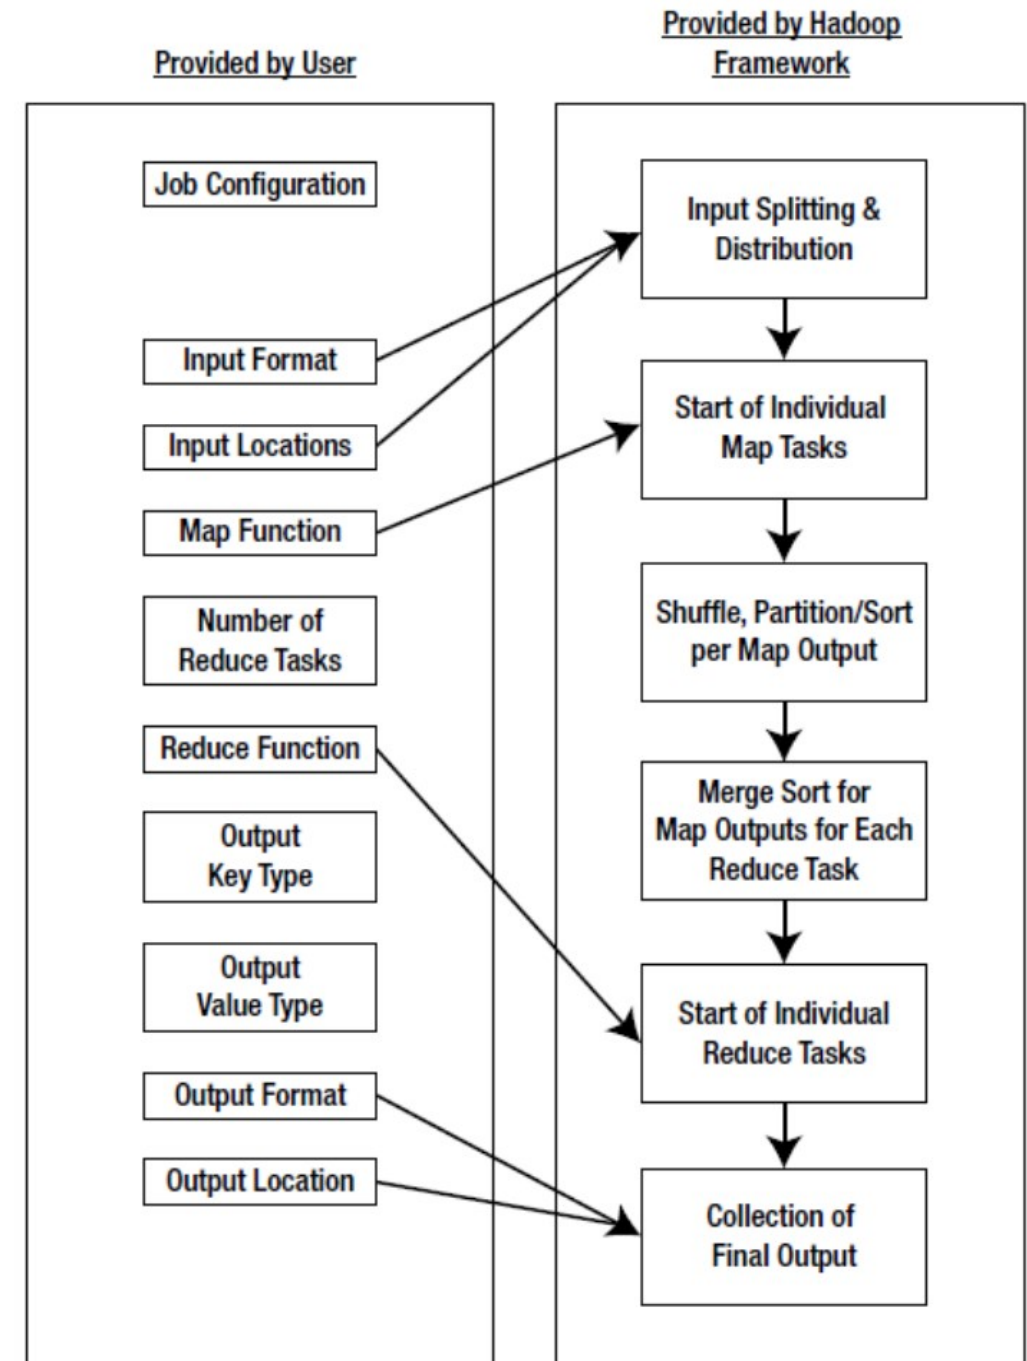 Provided by User
Job Configuration
Input Format
Input Locations
Map Function
Number of
Reduce Tasks
Reduce Function
Output
Key Type
Output
Value Type
Output Format
Output Location
Provided by Hadoop
Framework
Input Splitting &
Distribution
Start of Individual
Map Tasks
Shuffle, Partition/Sort
per Map Output
Merge Sort for
Map Outputs for Each
Reduce Task
Start of Individual
Reduce Tasks
Collection of
Final Output